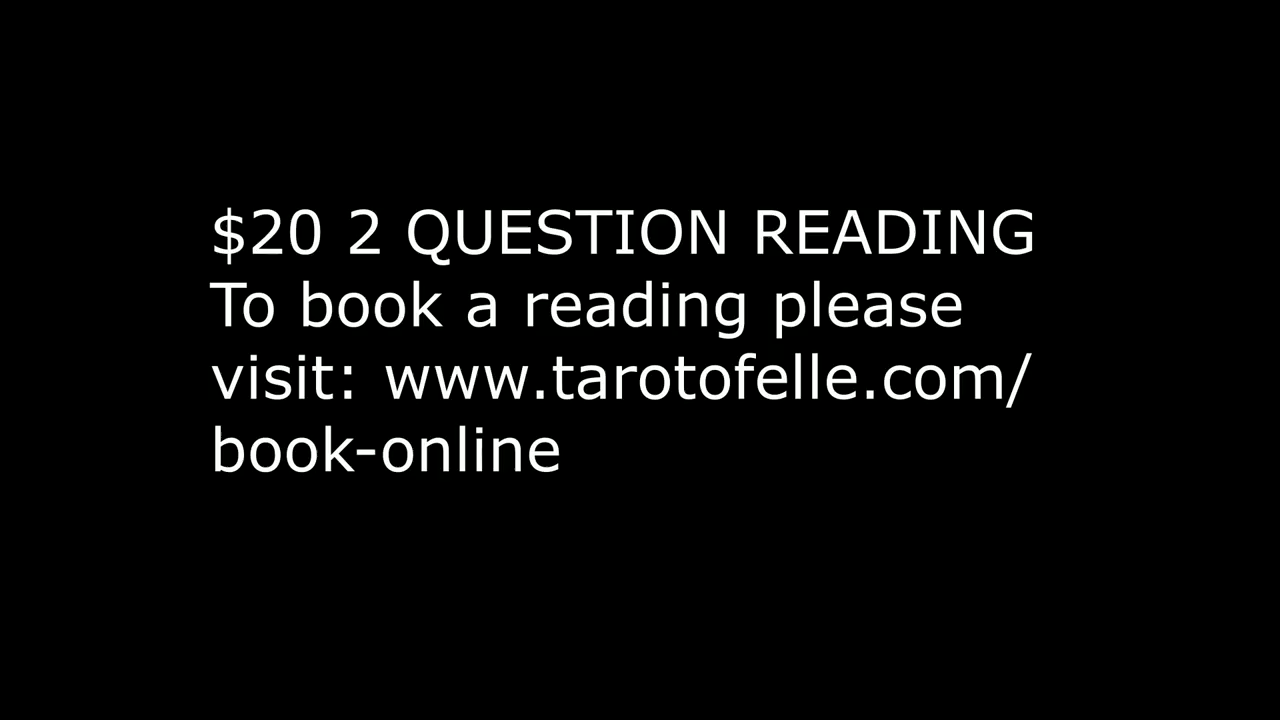 $20 2 QUESTION READING
To book a reading please
visit: www.tarotofelle.com/
book-online